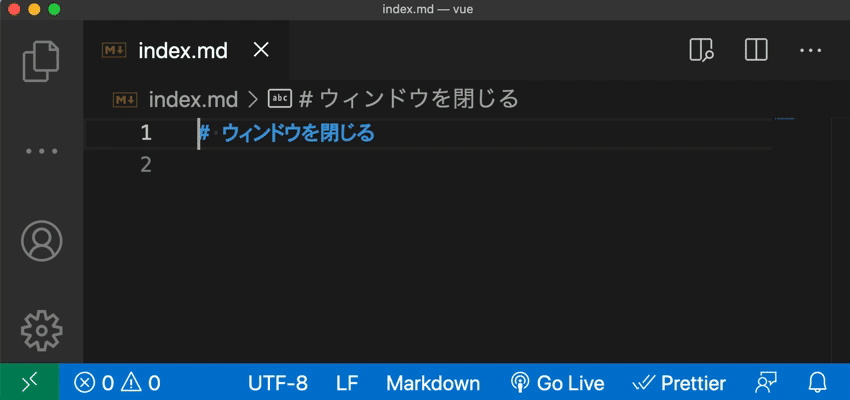 index.md — vue
index.md
index.md > abc # ウィンドウを閉じる
1 # ウィンドウを閉じる
2
0 0 UTF-8 LF Markdown Go Live Prettier